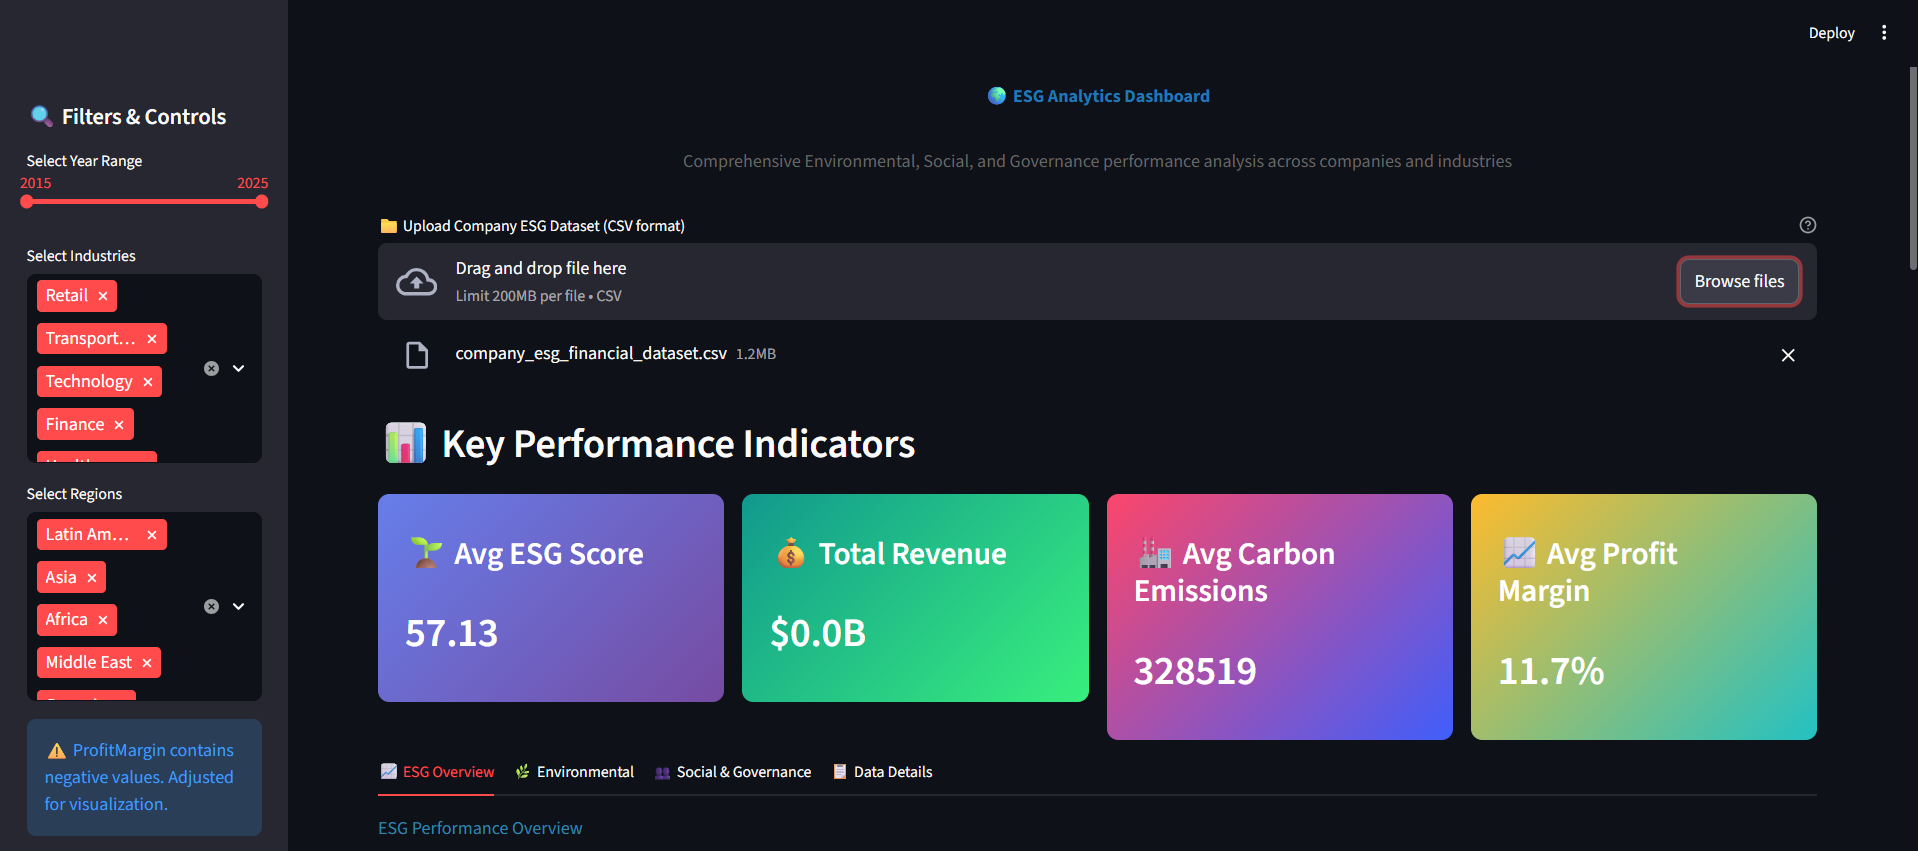 Deploy
Filters & Controls
Select Year Range
2015 2025
Select Industries
Retail
Transport...
Technology
Finance
Select Regions
Latin Am...
Asia
Africa
Middle East
ProfitMargin contains
negative values. Adjusted
for visualization.
ESG Analytics Dashboard
Comprehensive Environmental, Social, and Governance performance analysis across companies and industries
Upload Company ESG Dataset (CSV format)
Drag and drop file here
Limit 200MB per file • CSV
Browse files
company_esg_financial_dataset.csv 1.2MB
Key Performance Indicators
Avg ESG Score
57.13
Total Revenue
$0.0B
Avg Carbon
Emissions
328519
Avg Profit
Margin
11.7%
ESG Overview Environmental Social & Governance Data Details
ESG Performance Overview